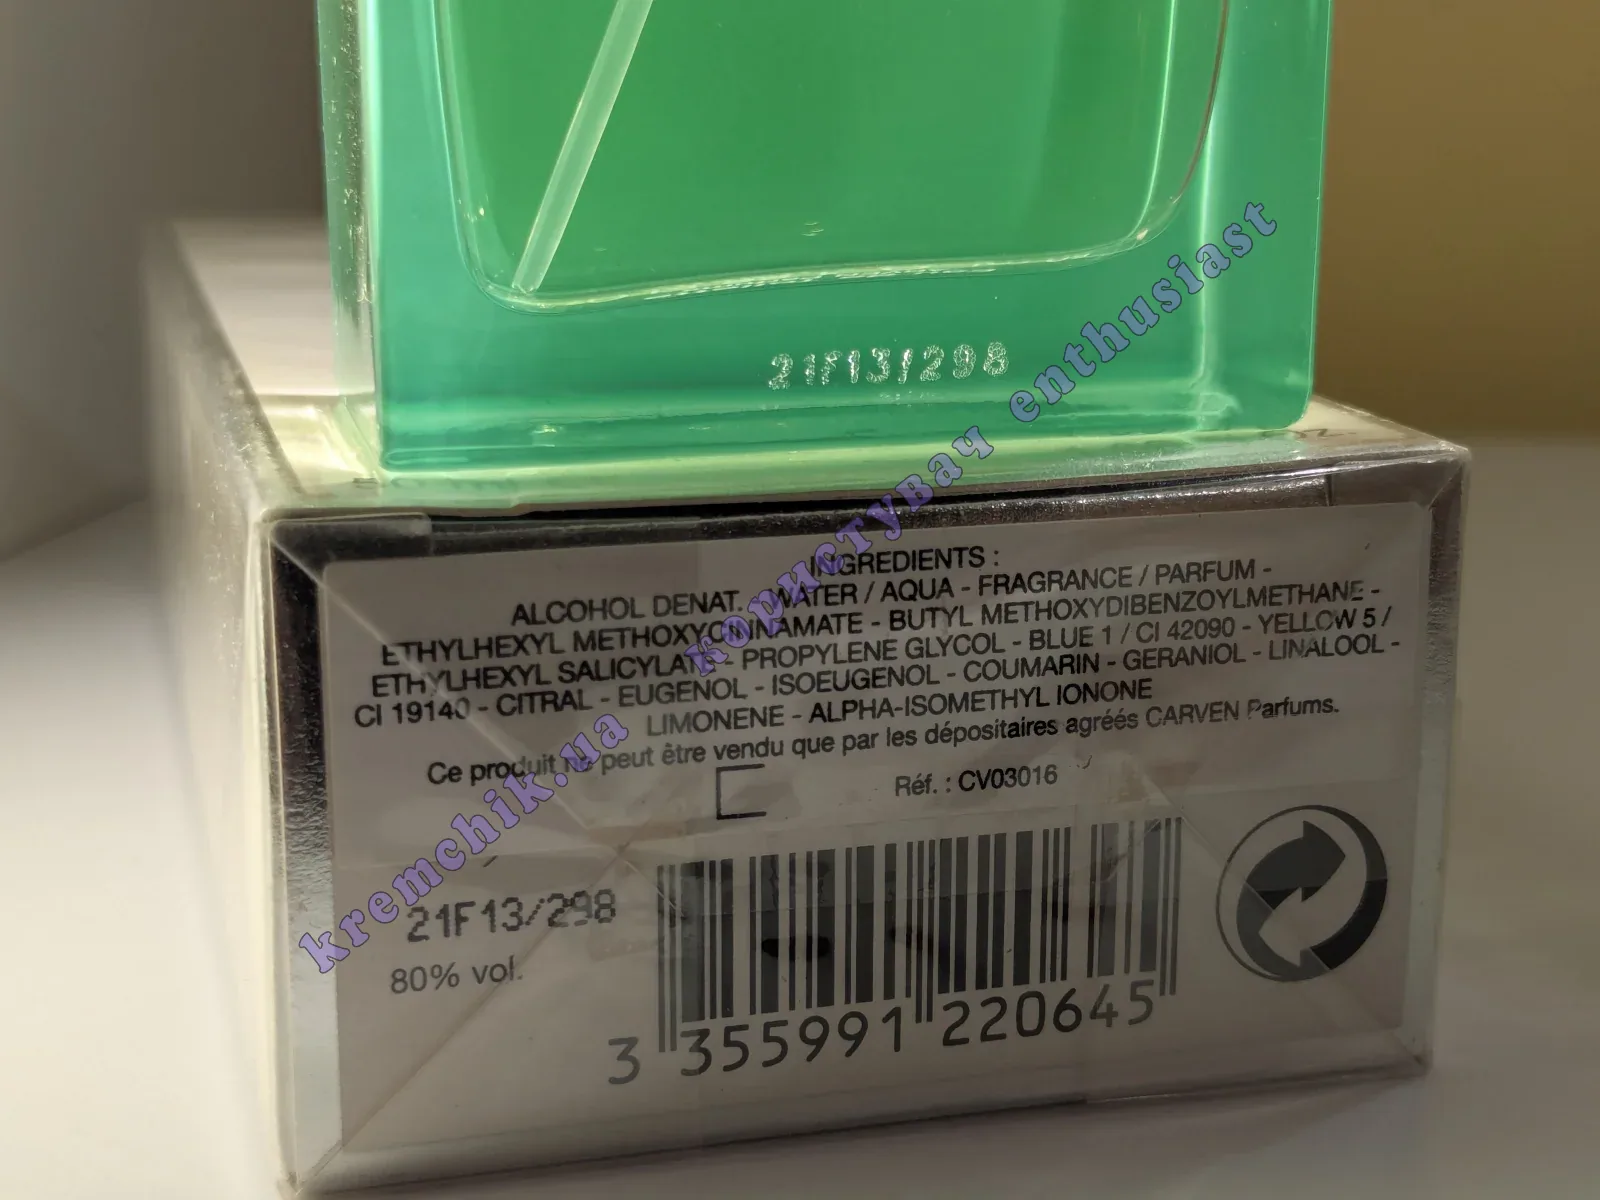 21F13/298
INGREDIENTS :
ALCOHOL DENAT. - WATER / AQUA - FRAGRANCE / PARFUM -
ETHYLHEXYL METHOXYCINNAMATE - BUTYL METHOXYDIBENZOYLMETHANE -
ETHYLHEXYL SALICYLATE - PROPYLENE GLYCOL - BLUE 1 / CI 42090 - YELLOW 5 /
CI 19140 - CITRAL - EUGENOL - ISOEUGENOL - COUMARIN - GERANIOL - LINALOOL -
LIMONENE - ALPHA-ISOMETHYL IONONE
Ce produit ne peut être vendu que par les dépositaires agréés CARVEN Parfums.
Réf. : CV03016
21F13/298
80% vol.
3 355991 220645
kremchik.ua користувач enthusiast